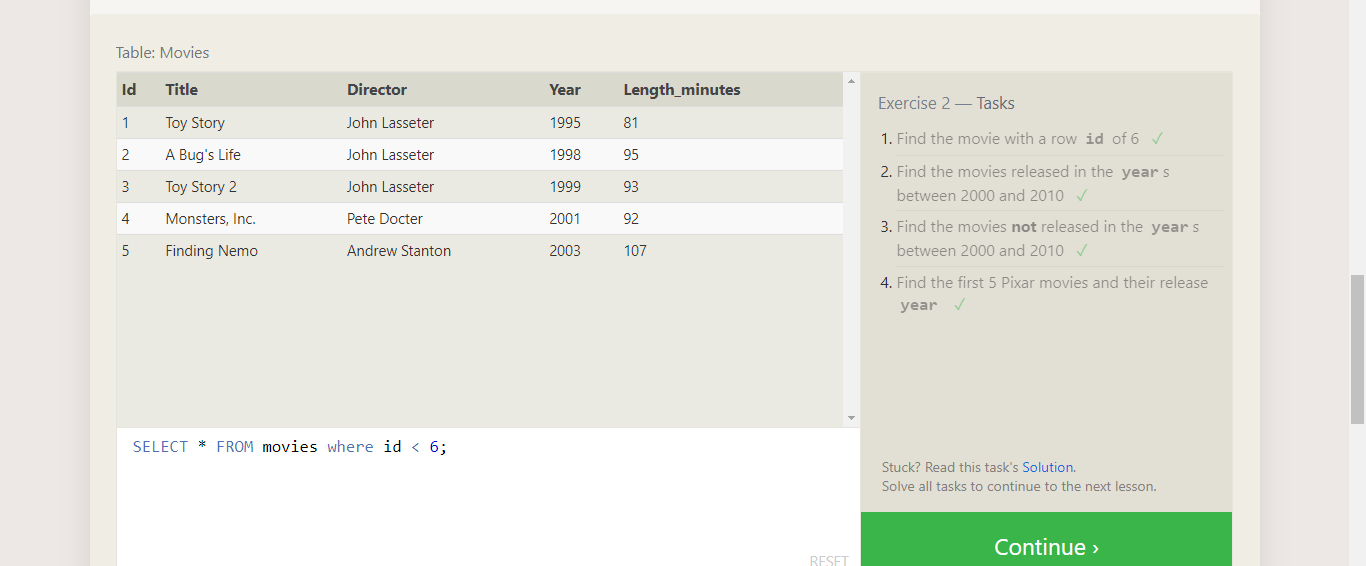 Table: Movies
Id Title Director Year Length_minutes
1 Toy Story John Lasseter 1995 81
2 A Bug's Life John Lasseter 1998 95
3 Toy Story 2 John Lasseter 1999 93
4 Monsters, Inc. Pete Docter 2001 92
5 Finding Nemo Andrew Stanton 2003 107
SELECT * FROM movies where id < 6;
RESET
Exercise 2 — Tasks
1. Find the movie with a row id of 6 ✓
2. Find the movies released in the year s
between 2000 and 2010 ✓
3. Find the movies not released in the year s
between 2000 and 2010 ✓
4. Find the first 5 Pixar movies and their release
year ✓
Stuck? Read this task's Solution.
Solve all tasks to continue to the next lesson.
Continue ›